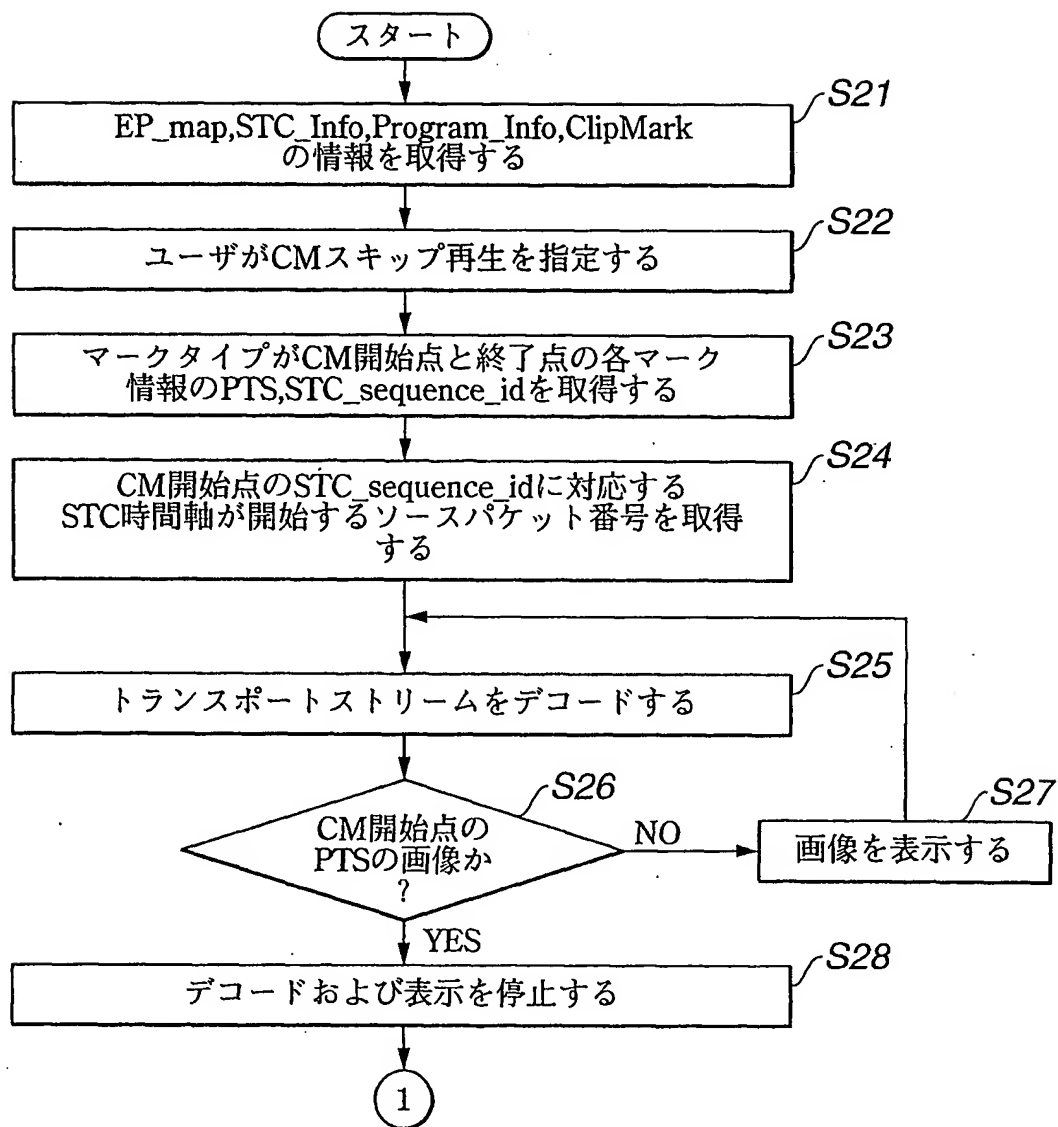 スタート
S21
EP_map,STC_Info,Program_Info,ClipMark
の情報を取得する
S22
ユーザがCMスキップ再生を指定する
S23
マークタイプがCM開始点と終了点の各マーク
情報のPTS,STC_sequence_idを取得する
S24
CM開始点のSTC_sequence_idに対応する
STC時間軸が開始するソースパケット番号を取得
する
S25
トランスポートストリームをデコードする
S26
CM開始点の
PTSの画像か
?
NO
S27
画像を表示する
YES
S28
デコードおよび表示を停止する
1